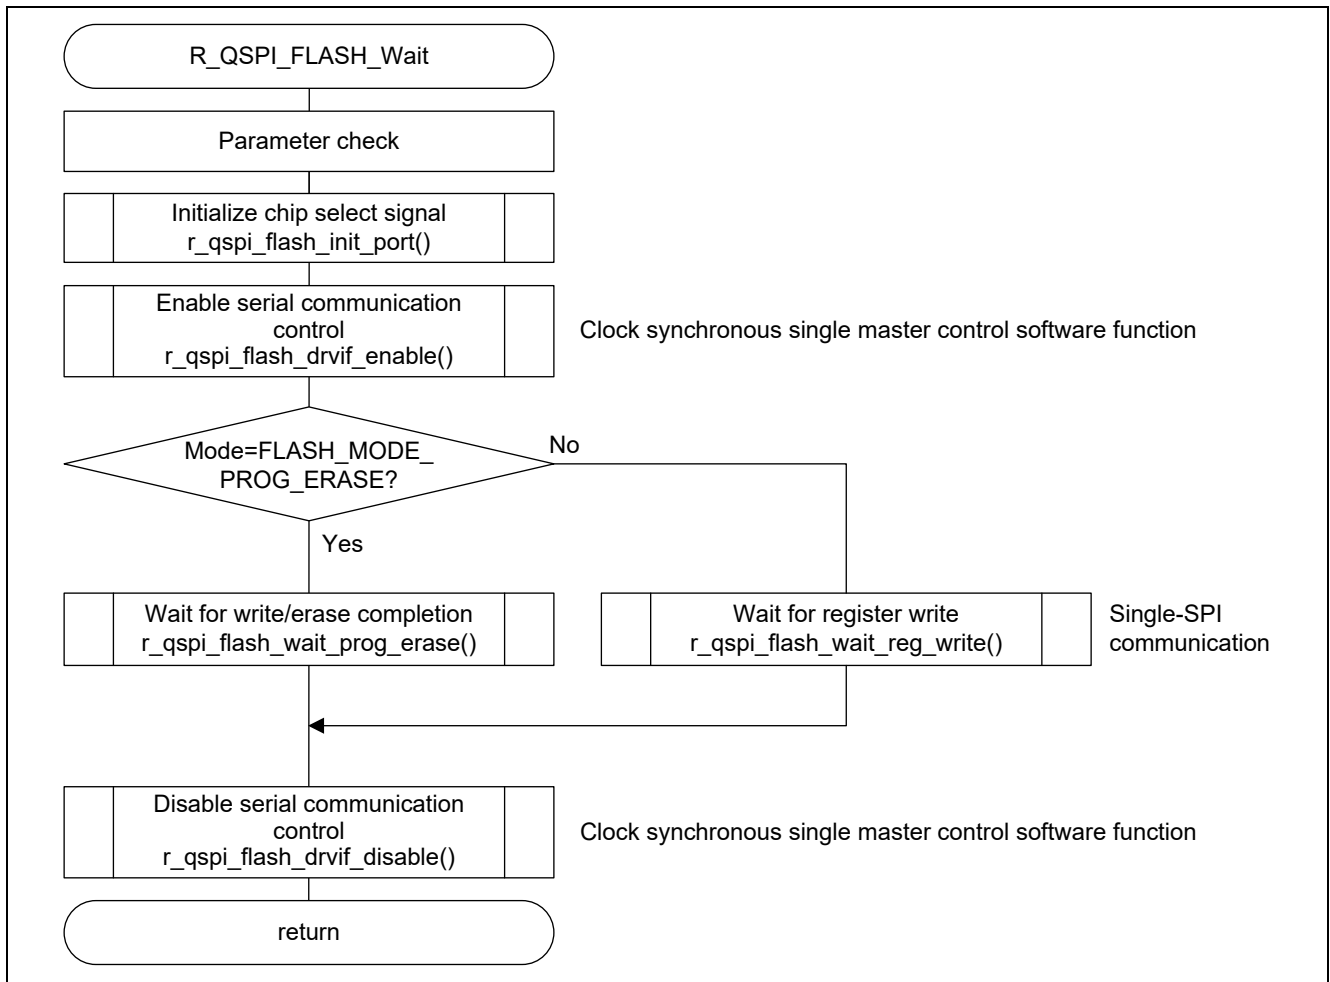 R_QSPI_FLASH_Wait
Parameter check
Initialize chip select signal
r_qspi_flash_init_port()
Enable serial communication
control
r_qspi_flash_drvif_enable()
Clock synchronous single master control software function
Mode=FLASH_MODE_
PROG_ERASE?
No
Yes
Wait for write/erase completion
r_qspi_flash_wait_prog_erase()
Wait for register write
r_qspi_flash_wait_reg_write()
Single-SPI
communication
Disable serial communication
control
r_qspi_flash_drvif_disable()
Clock synchronous single master control software function
return